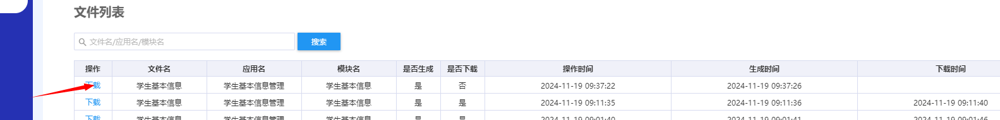 文件列表
文件名/应用名/模块名 搜索
操作 文件名 应用名 模块名 是否生成 是否下载 操作时间 生成时间 下载时间
下载 学生基本信息 学生基本信息管理 学生基本信息 是 否 2024-11-19 09:37:22 2024-11-19 09:37:26
下载 学生基本信息 学生基本信息管理 学生基本信息 是 是 2024-11-19 09:11:35 2024-11-19 09:11:36 2024-11-19 09:11:40
下载 学生基本信息 学生基本信息管理 学生基本信息 是 是 2024-11-19 09:01:40 2024-11-19 09:01:41 2024-11-19 09:01:46